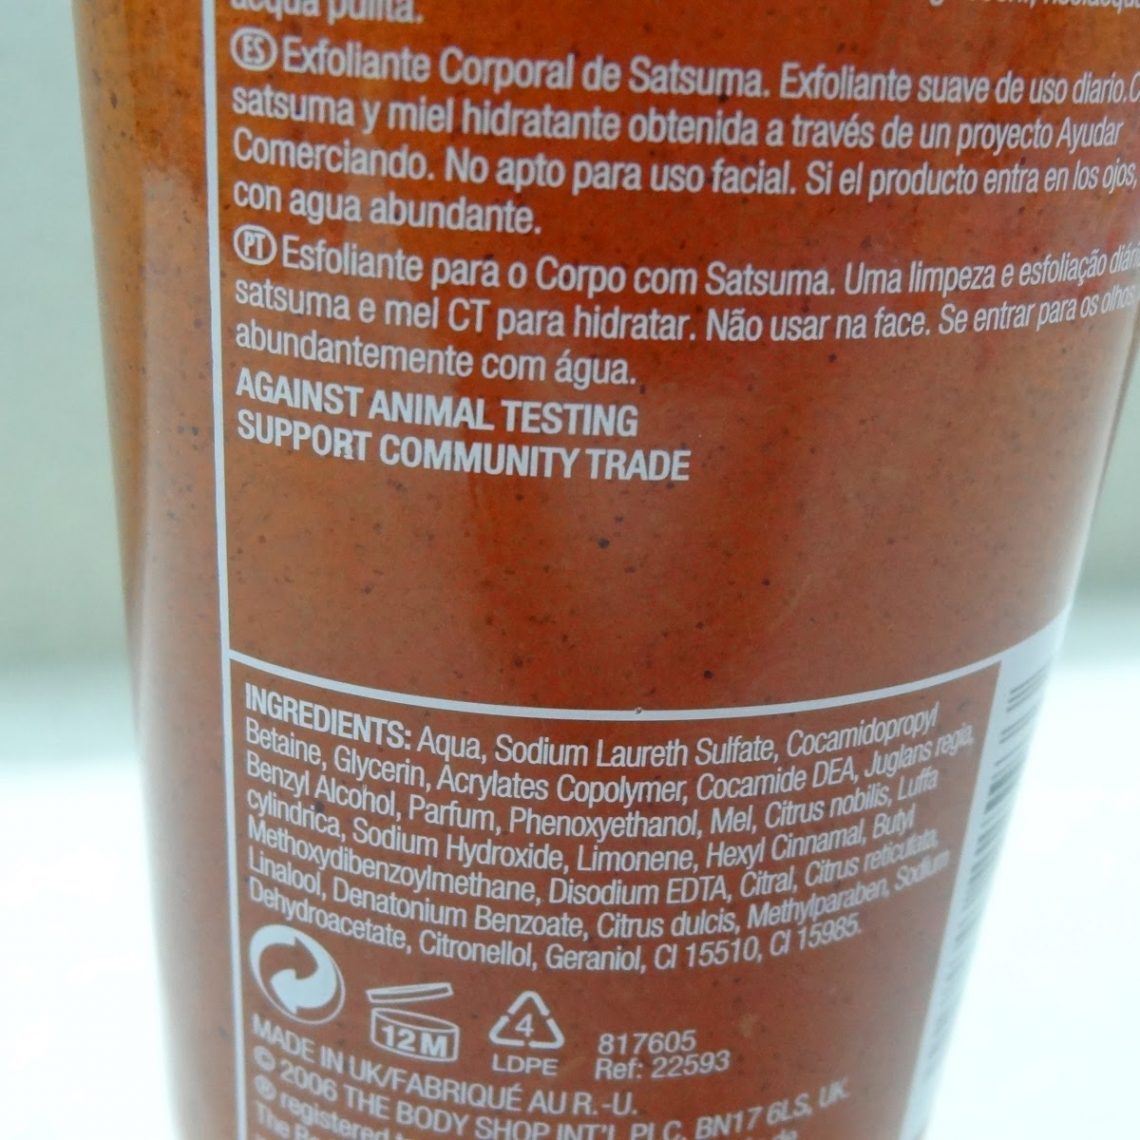 acqua pulita.
ES Exfoliante Corporal de Satsuma. Exfoliante suave de uso diario.
satsuma y miel hidratante obtenida a través de un proyecto Ayudar
Comerciando. No apto para uso facial. Si el producto entra en los ojos,
con agua abundante.
PT Esfoliante para o Corpo com Satsuma. Uma limpeza e esfoliação
satsuma e mel CT para hidratar. Não usar na face. Se entrar para os olhos
abundantemente com água.
AGAINST ANIMAL TESTING
SUPPORT COMMUNITY TRADE
INGREDIENTS: Aqua, Sodium Laureth Sulfate, Cocamidopropyl
Betaine, Glycerin, Acrylates Copolymer, Cocamide DEA, Juglans regia,
Benzyl Alcohol, Parfum, Phenoxyethanol, Mel, Citrus nobilis, Luffa
cylindrica, Sodium Hydroxide, Limonene, Hexyl Cinnamal, Butyl
Methoxydibenzoylmethane, Disodium EDTA, Citral, Citrus reticulata,
Linalool, Denatonium Benzoate, Citrus dulcis, Methylparaben, Sodium
Dehydroacetate, Citronellol, Geraniol, CI 15510, CI 15985.
12M
4
LDPE
817605
Ref: 22593
MADE IN UK/FABRIQUÉ AU R.-U.
© 2006 THE BODY SHOP INT'L PLC, BN17 6LS, UK
® registered
The